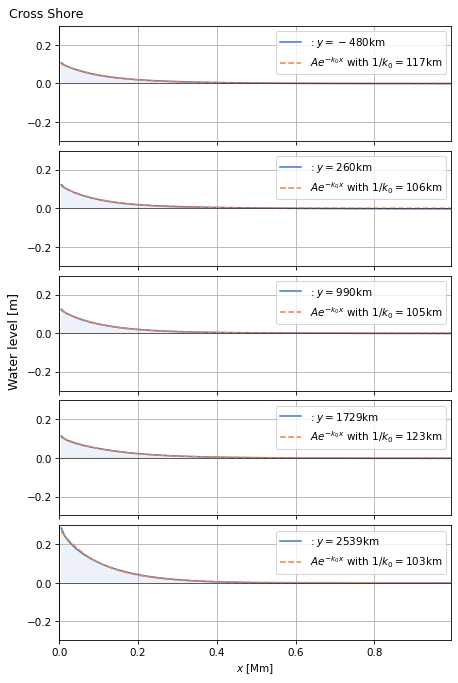 Cross Shore
0.2
0.0
−0.2
: y = −480km
Ae^{−k₀x} with 1/k₀ = 117km
0.2
0.0
−0.2
: y = 260km
Ae^{−k₀x} with 1/k₀ = 106km
0.2
0.0
−0.2
: y = 990km
Ae^{−k₀x} with 1/k₀ = 105km
Water level [m]
0.2
0.0
−0.2
: y = 1729km
Ae^{−k₀x} with 1/k₀ = 123km
0.2
0.0
−0.2
: y = 2539km
Ae^{−k₀x} with 1/k₀ = 103km
0.0 0.2 0.4 0.6 0.8
x [Mm]